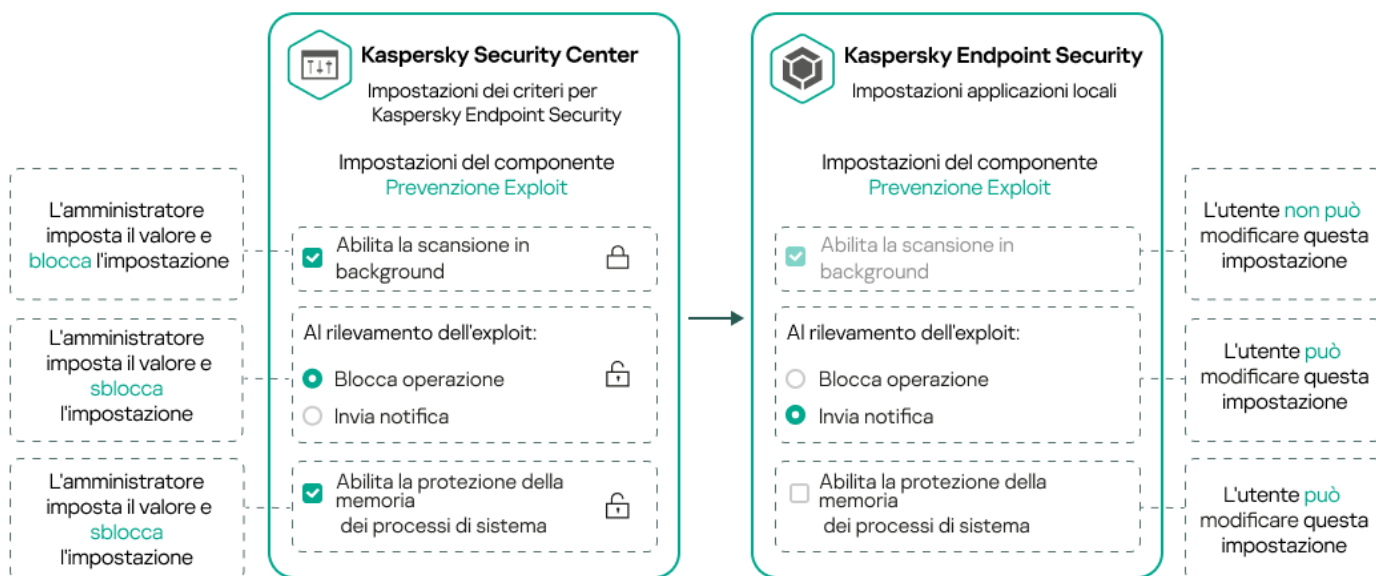 Kaspersky Security Center
Impostazioni dei criteri per
Kaspersky Endpoint Security
Impostazioni del componente
Prevenzione Exploit
L'amministratore
imposta il valore e
blocca l'impostazione
Abilita la scansione in
background
L'amministratore
imposta il valore e
sblocca
l'impostazione
Al rilevamento dell'exploit:
Blocca operazione
Invia notifica
L'amministratore
imposta il valore e
sblocca
l'impostazione
Abilita la protezione della
memoria
dei processi di sistema
Kaspersky Endpoint Security
Impostazioni applicazioni locali
Impostazioni del componente
Prevenzione Exploit
Abilita la scansione in
background
L'utente non può
modificare questa
impostazione
Al rilevamento dell'exploit:
Blocca operazione
Invia notifica
L'utente può
modificare questa
impostazione
Abilita la protezione della
memoria
dei processi di sistema
L'utente può
modificare questa
impostazione